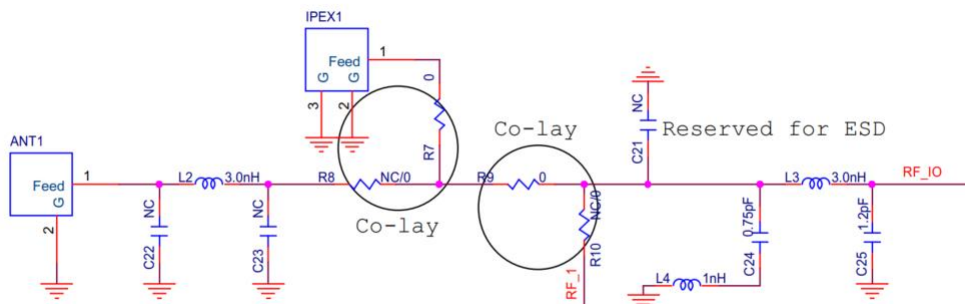 IPEX1
Feed
G
1
3
2
0
R7
ANT1
Feed
G
1
2
L2
3.0nH
NC
C22
NC
C23
R8
NC/0
Co-lay
Co-lay
R9
0
NC/0
R10
RF_1
NC
C21
Reserved for ESD
0.75pF
C24
L4
1nH
L3
3.0nH
1.2pF
C25
RF_IO